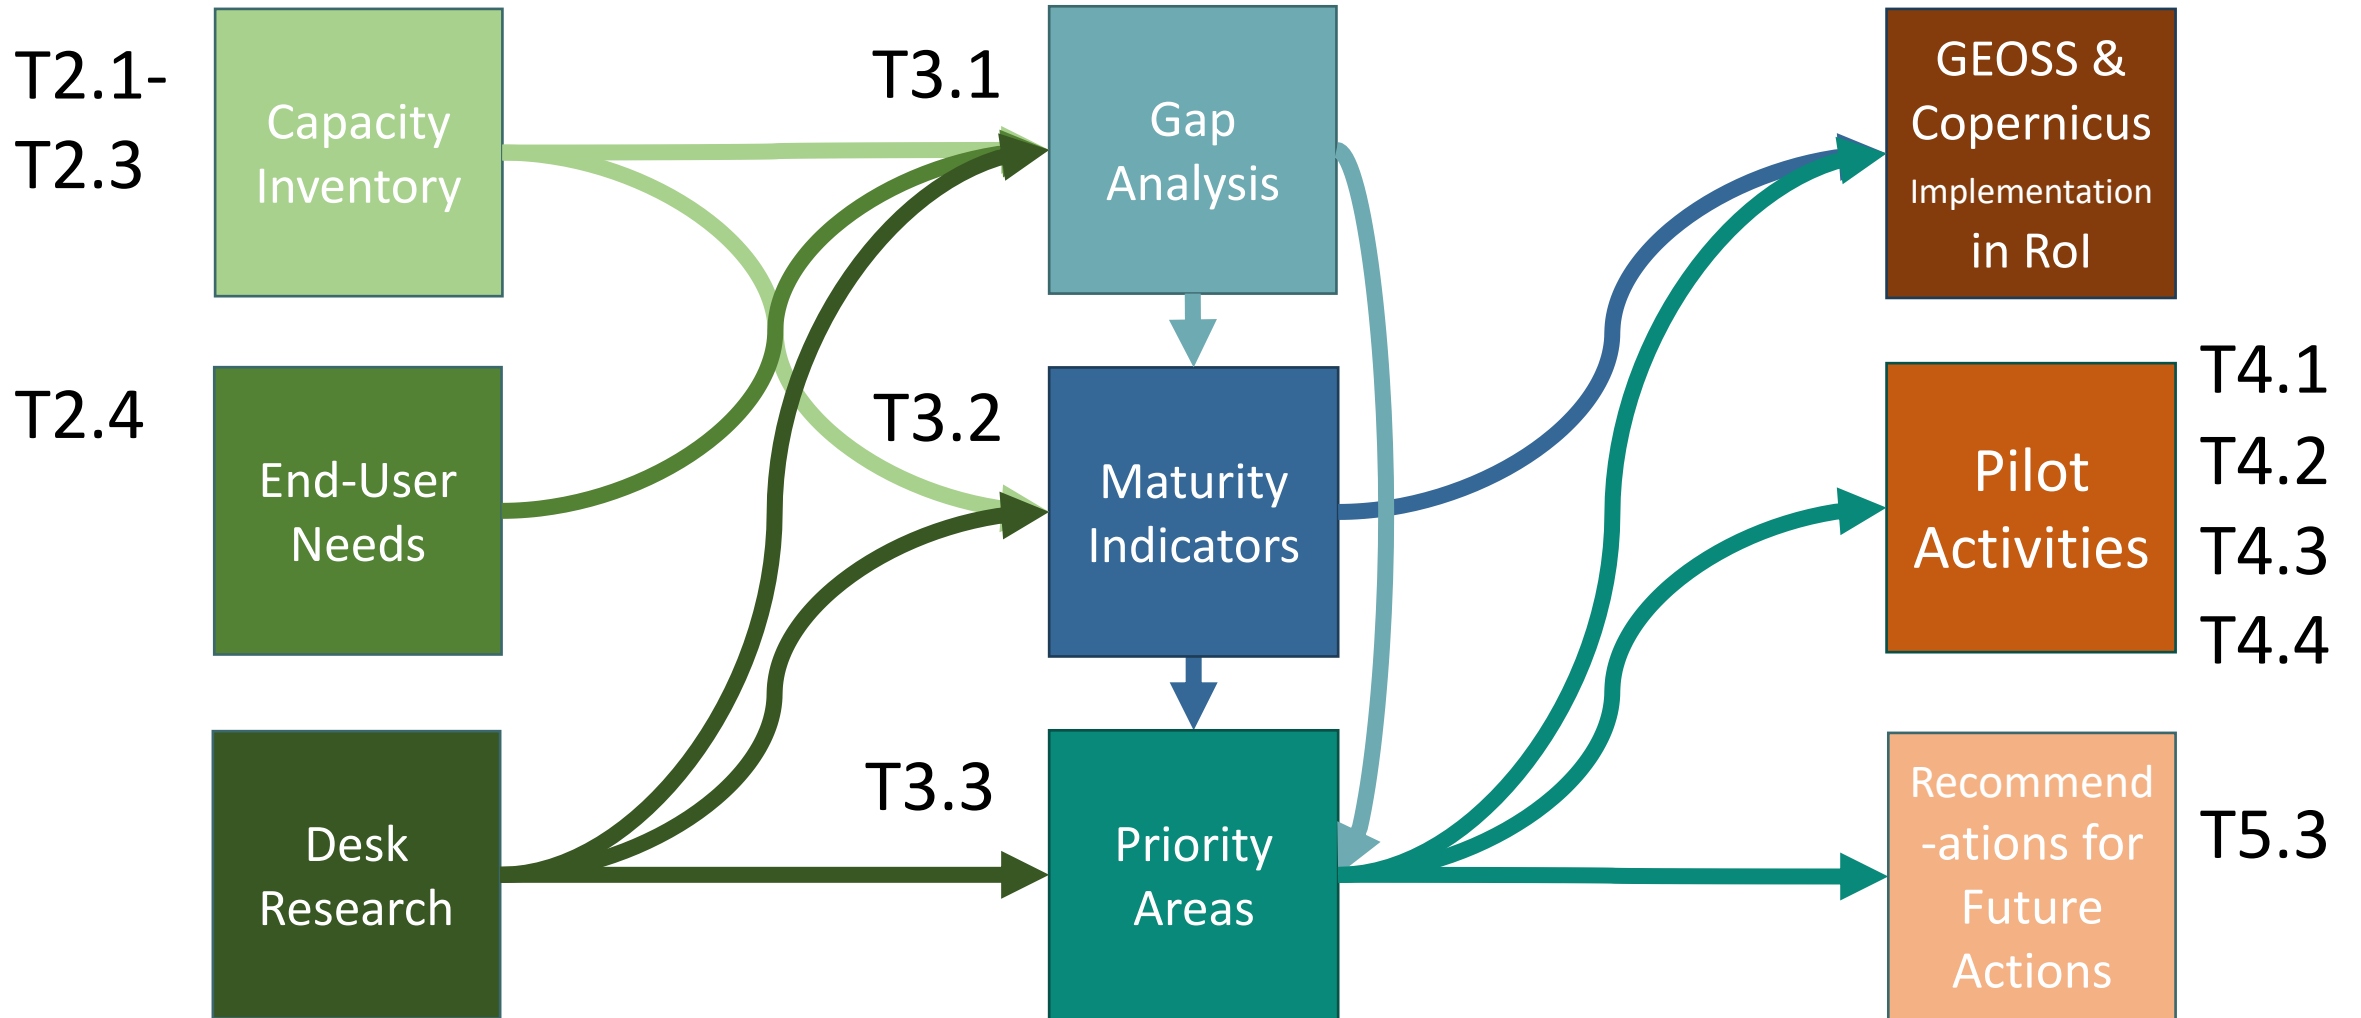 T2.1-
T2.3
Capacity
Inventory
T3.1
Gap
Analysis
GEOSS &
Copernicus
Implementation
in RoI
T2.4
End-User
Needs
T3.2
Maturity
Indicators
Pilot
Activities
T4.1
T4.2
T4.3
T4.4
Desk
Research
T3.3
Priority
Areas
Recommend
-ations for
Future
Actions
T5.3